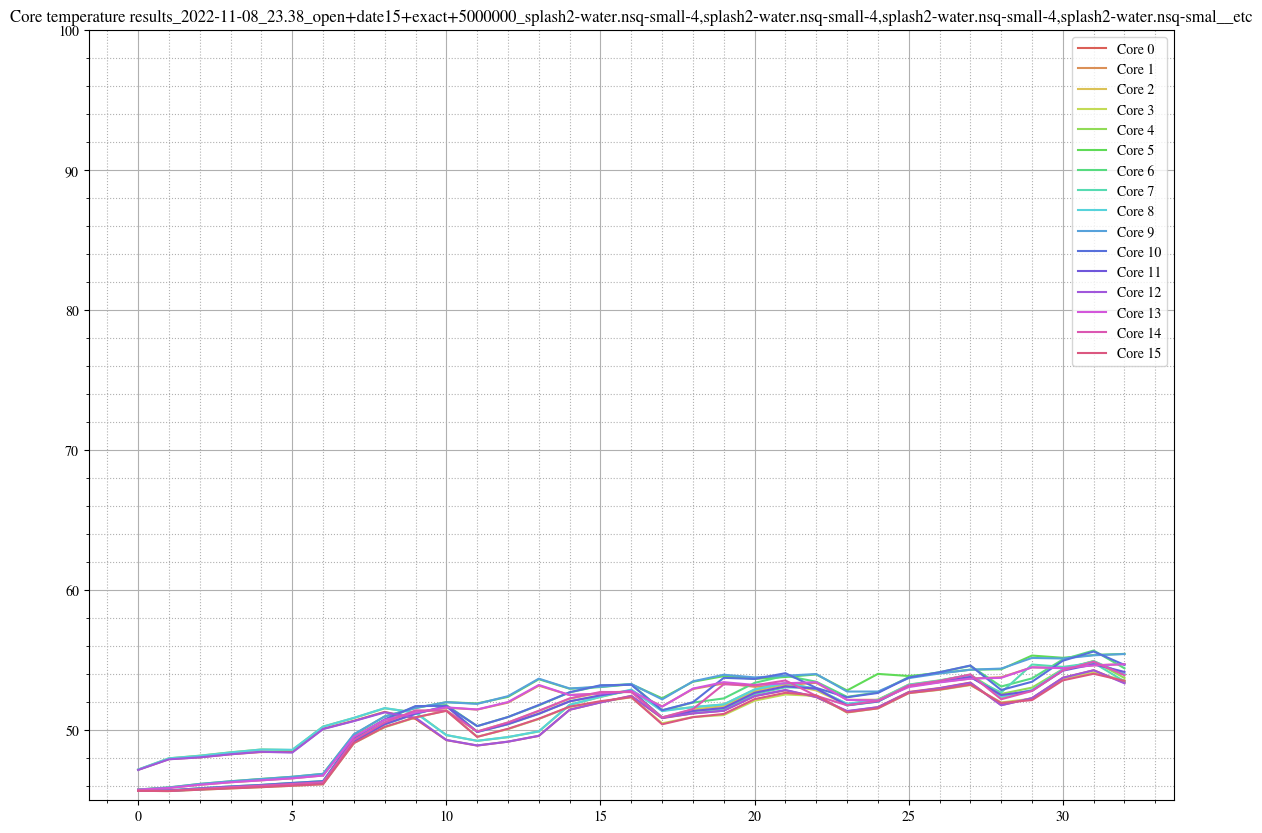 Core temperature results_2022-11-08_23.38_open+date15+exact+5000000_splash2-water.nsq-small-4,splash2-water.nsq-small-4,splash2-water.nsq-small-4,splash2-water.nsq-smal__etc
100
90
80
70
60
50
Core 0
Core 1
Core 2
Core 3
Core 4
Core 5
Core 6
Core 7
Core 8
Core 9
Core 10
Core 11
Core 12
Core 13
Core 14
Core 15
0
5
10
15
20
25
30